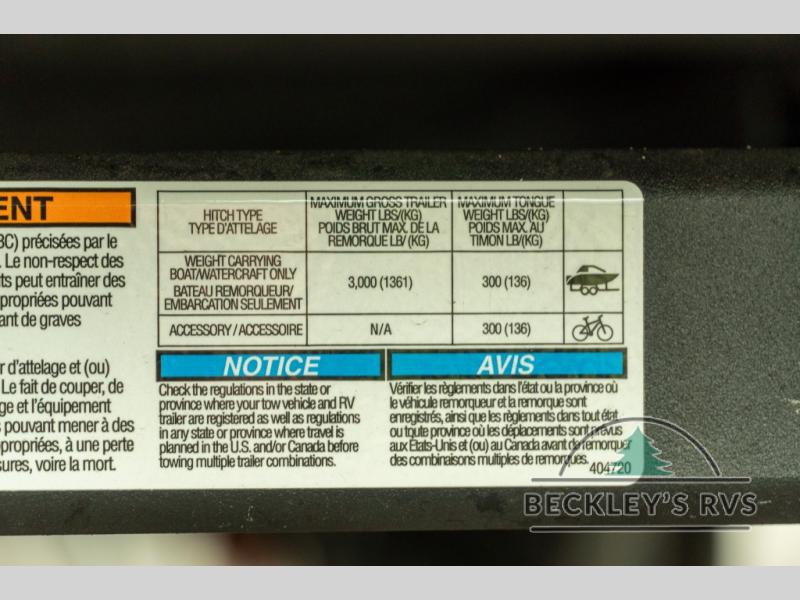 ENT
BC) précisées par le
. Le non-respect des
ts peut entraîner des
propriées pouvant
ant de graves
r d'attelage et (ou)
Le fait de couper, de
ge et l'équipement
s pouvant mener à des
propriées, à une perte
sures, voire la mort.
HITCH TYPE
TYPE D'ATTELAGE
MAXIMUM GROSS TRAILER
WEIGHT LBS/(KG)
POIDS BRUT MAX. DE LA
REMORQUE LB/ (KG)
MAXIMUM TONGUE
WEIGHT LBS/(KG)
POIDS MAX. AU
TIMON LB/(KG)
WEIGHT CARRYING
BOAT/WATERCRAFT ONLY
BATEAU REMORQUEUR/
EMBARCATION SEULEMENT
3,000 (1361)
300 (136)
ACCESSORY / ACCESSOIRE
N/A
300 (136)
NOTICE
Check the regulations in the state or
province where your tow vehicle and RV
trailer are registered as well as regulations
in any state or province where travel is
planned in the U.S. and/or Canada before
towing multiple trailer combinations.
AVIS
Vérifier les règlements dans l'état ou la province où
le véhicule remorqueur et la remorque sont
enregistrés, ainsi que les règlements dans tout état
ou toute province où les déplacements sont prévus
aux États-Unis et (ou) au Canada avant de remorquer
des combinaisons multiples de remorques.
404720
BECKLEY'S RVS